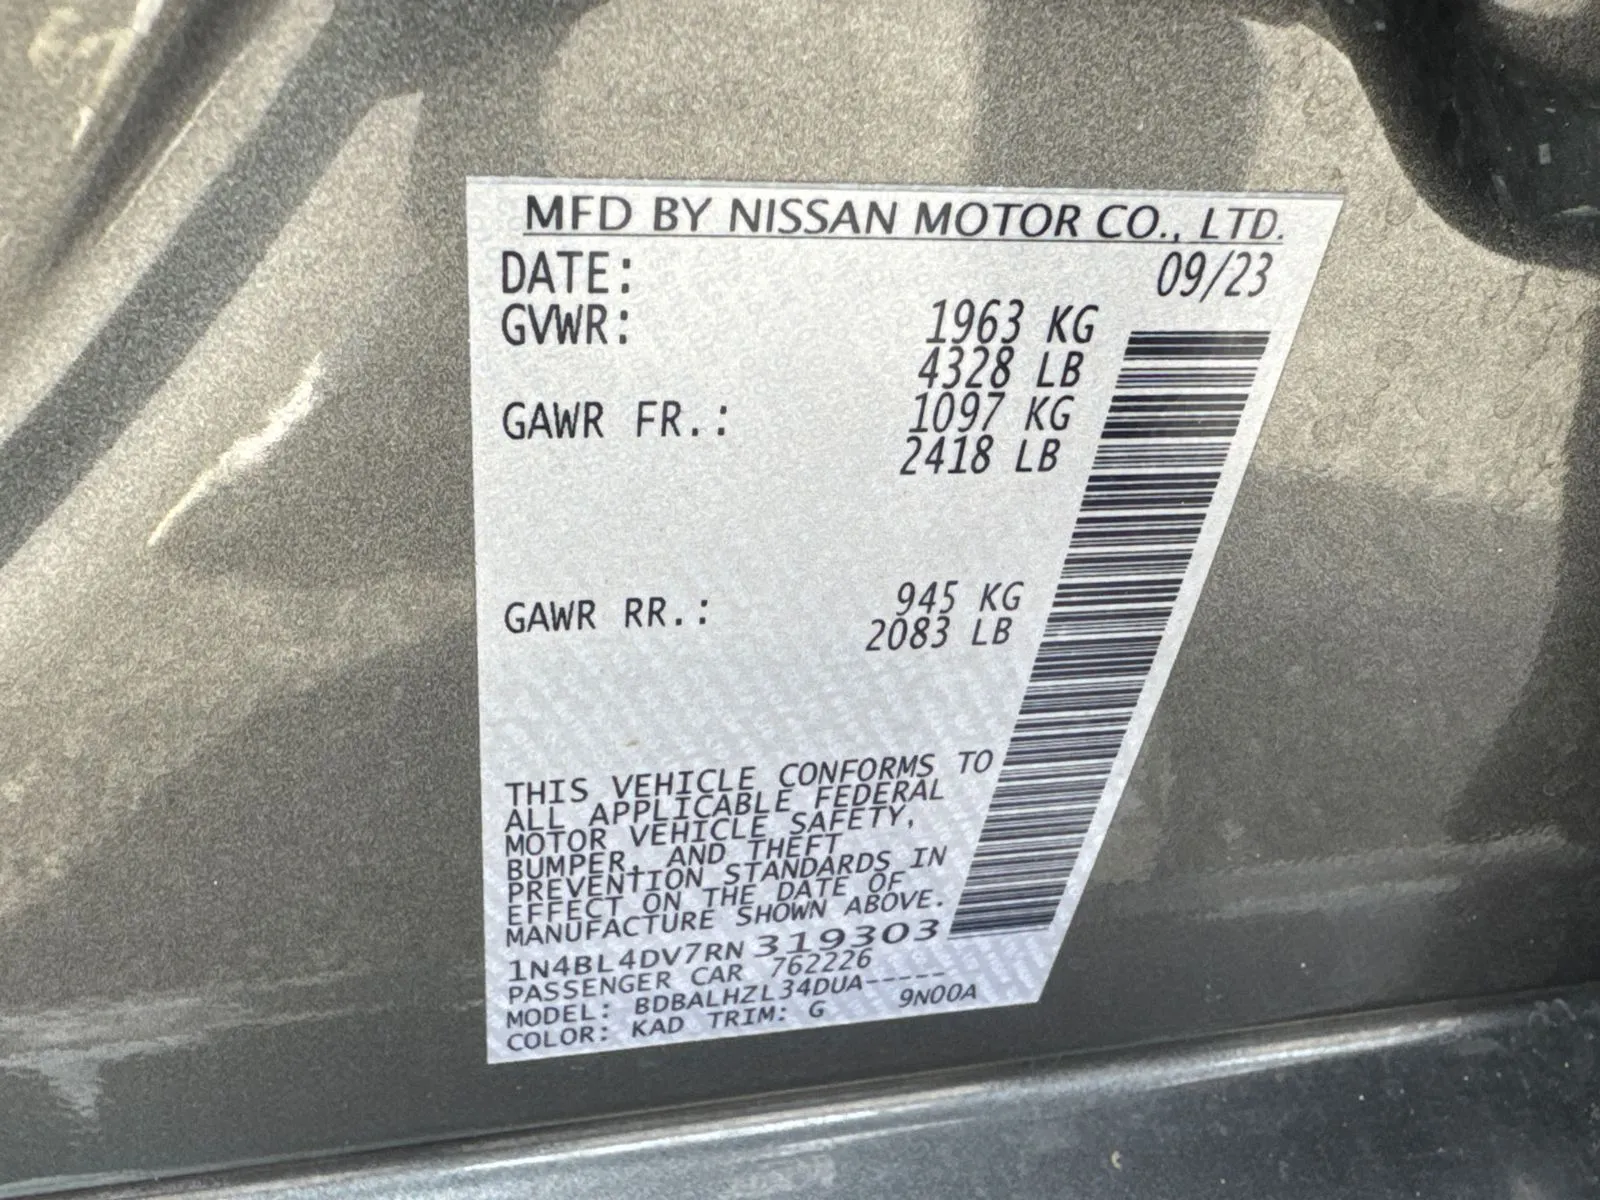 MFD BY NISSAN MOTOR CO., LTD.
DATE: 09/23
GVWR: 1963 KG
4328 LB
GAWR FR.: 1097 KG
2418 LB
GAWR RR.: 945 KG
2083 LB
THIS VEHICLE CONFORMS TO
ALL APPLICABLE FEDERAL
MOTOR VEHICLE SAFETY,
BUMPER, AND THEFT
PREVENTION STANDARDS IN
EFFECT ON THE DATE OF
MANUFACTURE SHOWN ABOVE.
1N4BL4DV7RN319303
PASSENGER CAR 762226
MODEL: BDBALHZL34DUA-----
COLOR: KAD TRIM: G 9N00A